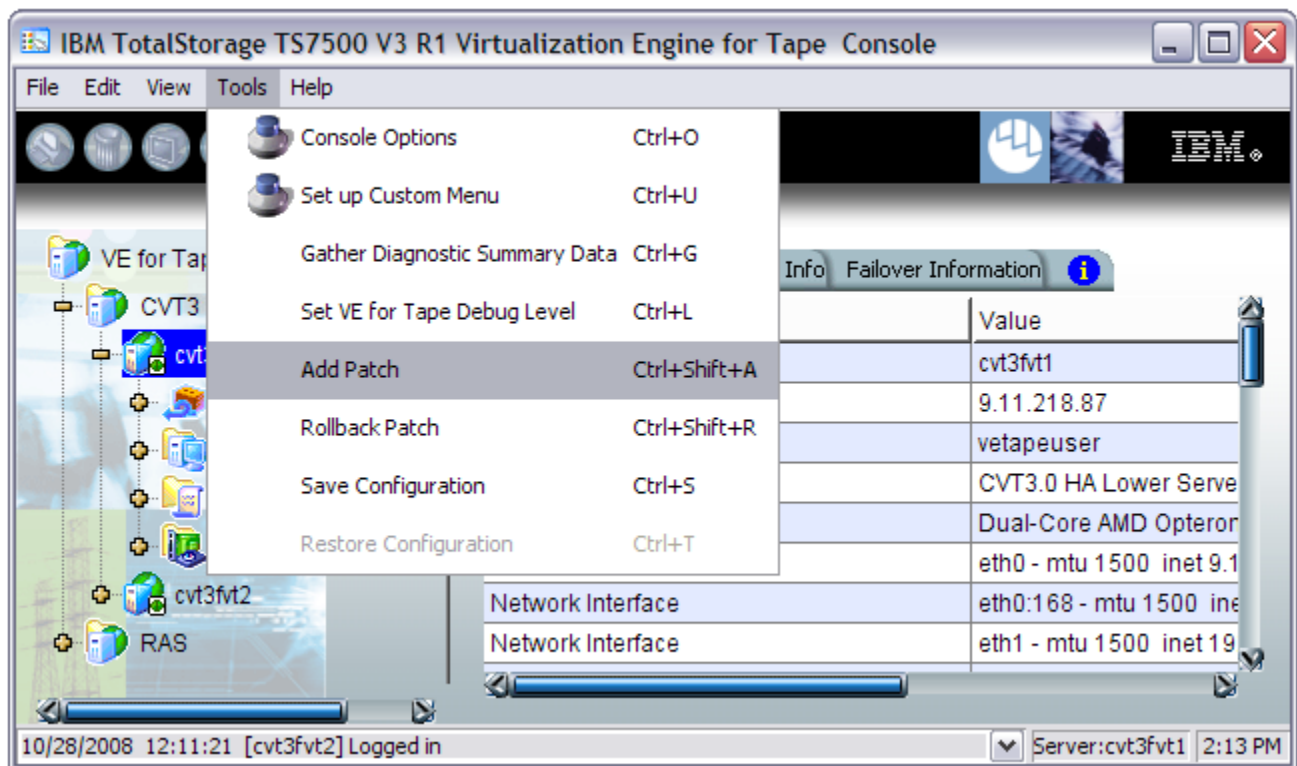 IBM TotalStorage TS7500 V3 R1 Virtualization Engine for Tape Console
File Edit View Tools Help
Console Options Ctrl+O
IBM®
Set up Custom Menu Ctrl+U
Gather Diagnostic Summary Data Ctrl+G
Set VE for Tape Debug Level Ctrl+L
Add Patch Ctrl+Shift+A
Rollback Patch Ctrl+Shift+R
Save Configuration Ctrl+S
Restore Configuration Ctrl+T
VE for Tap
CVT3
cvt
cvt3fvt2
RAS
Info Failover Information i
Value
cvt3fvt1
9.11.218.87
vetapeuser
CVT3.0 HA Lower Serve
Dual-Core AMD Opteron
eth0 - mtu 1500 inet 9.1
Network Interface eth0:168 - mtu 1500 ine
Network Interface eth1 - mtu 1500 inet 19
10/28/2008 12:11:21 [cvt3fvt2] Logged in Server:cvt3fvt1 2:13 PM